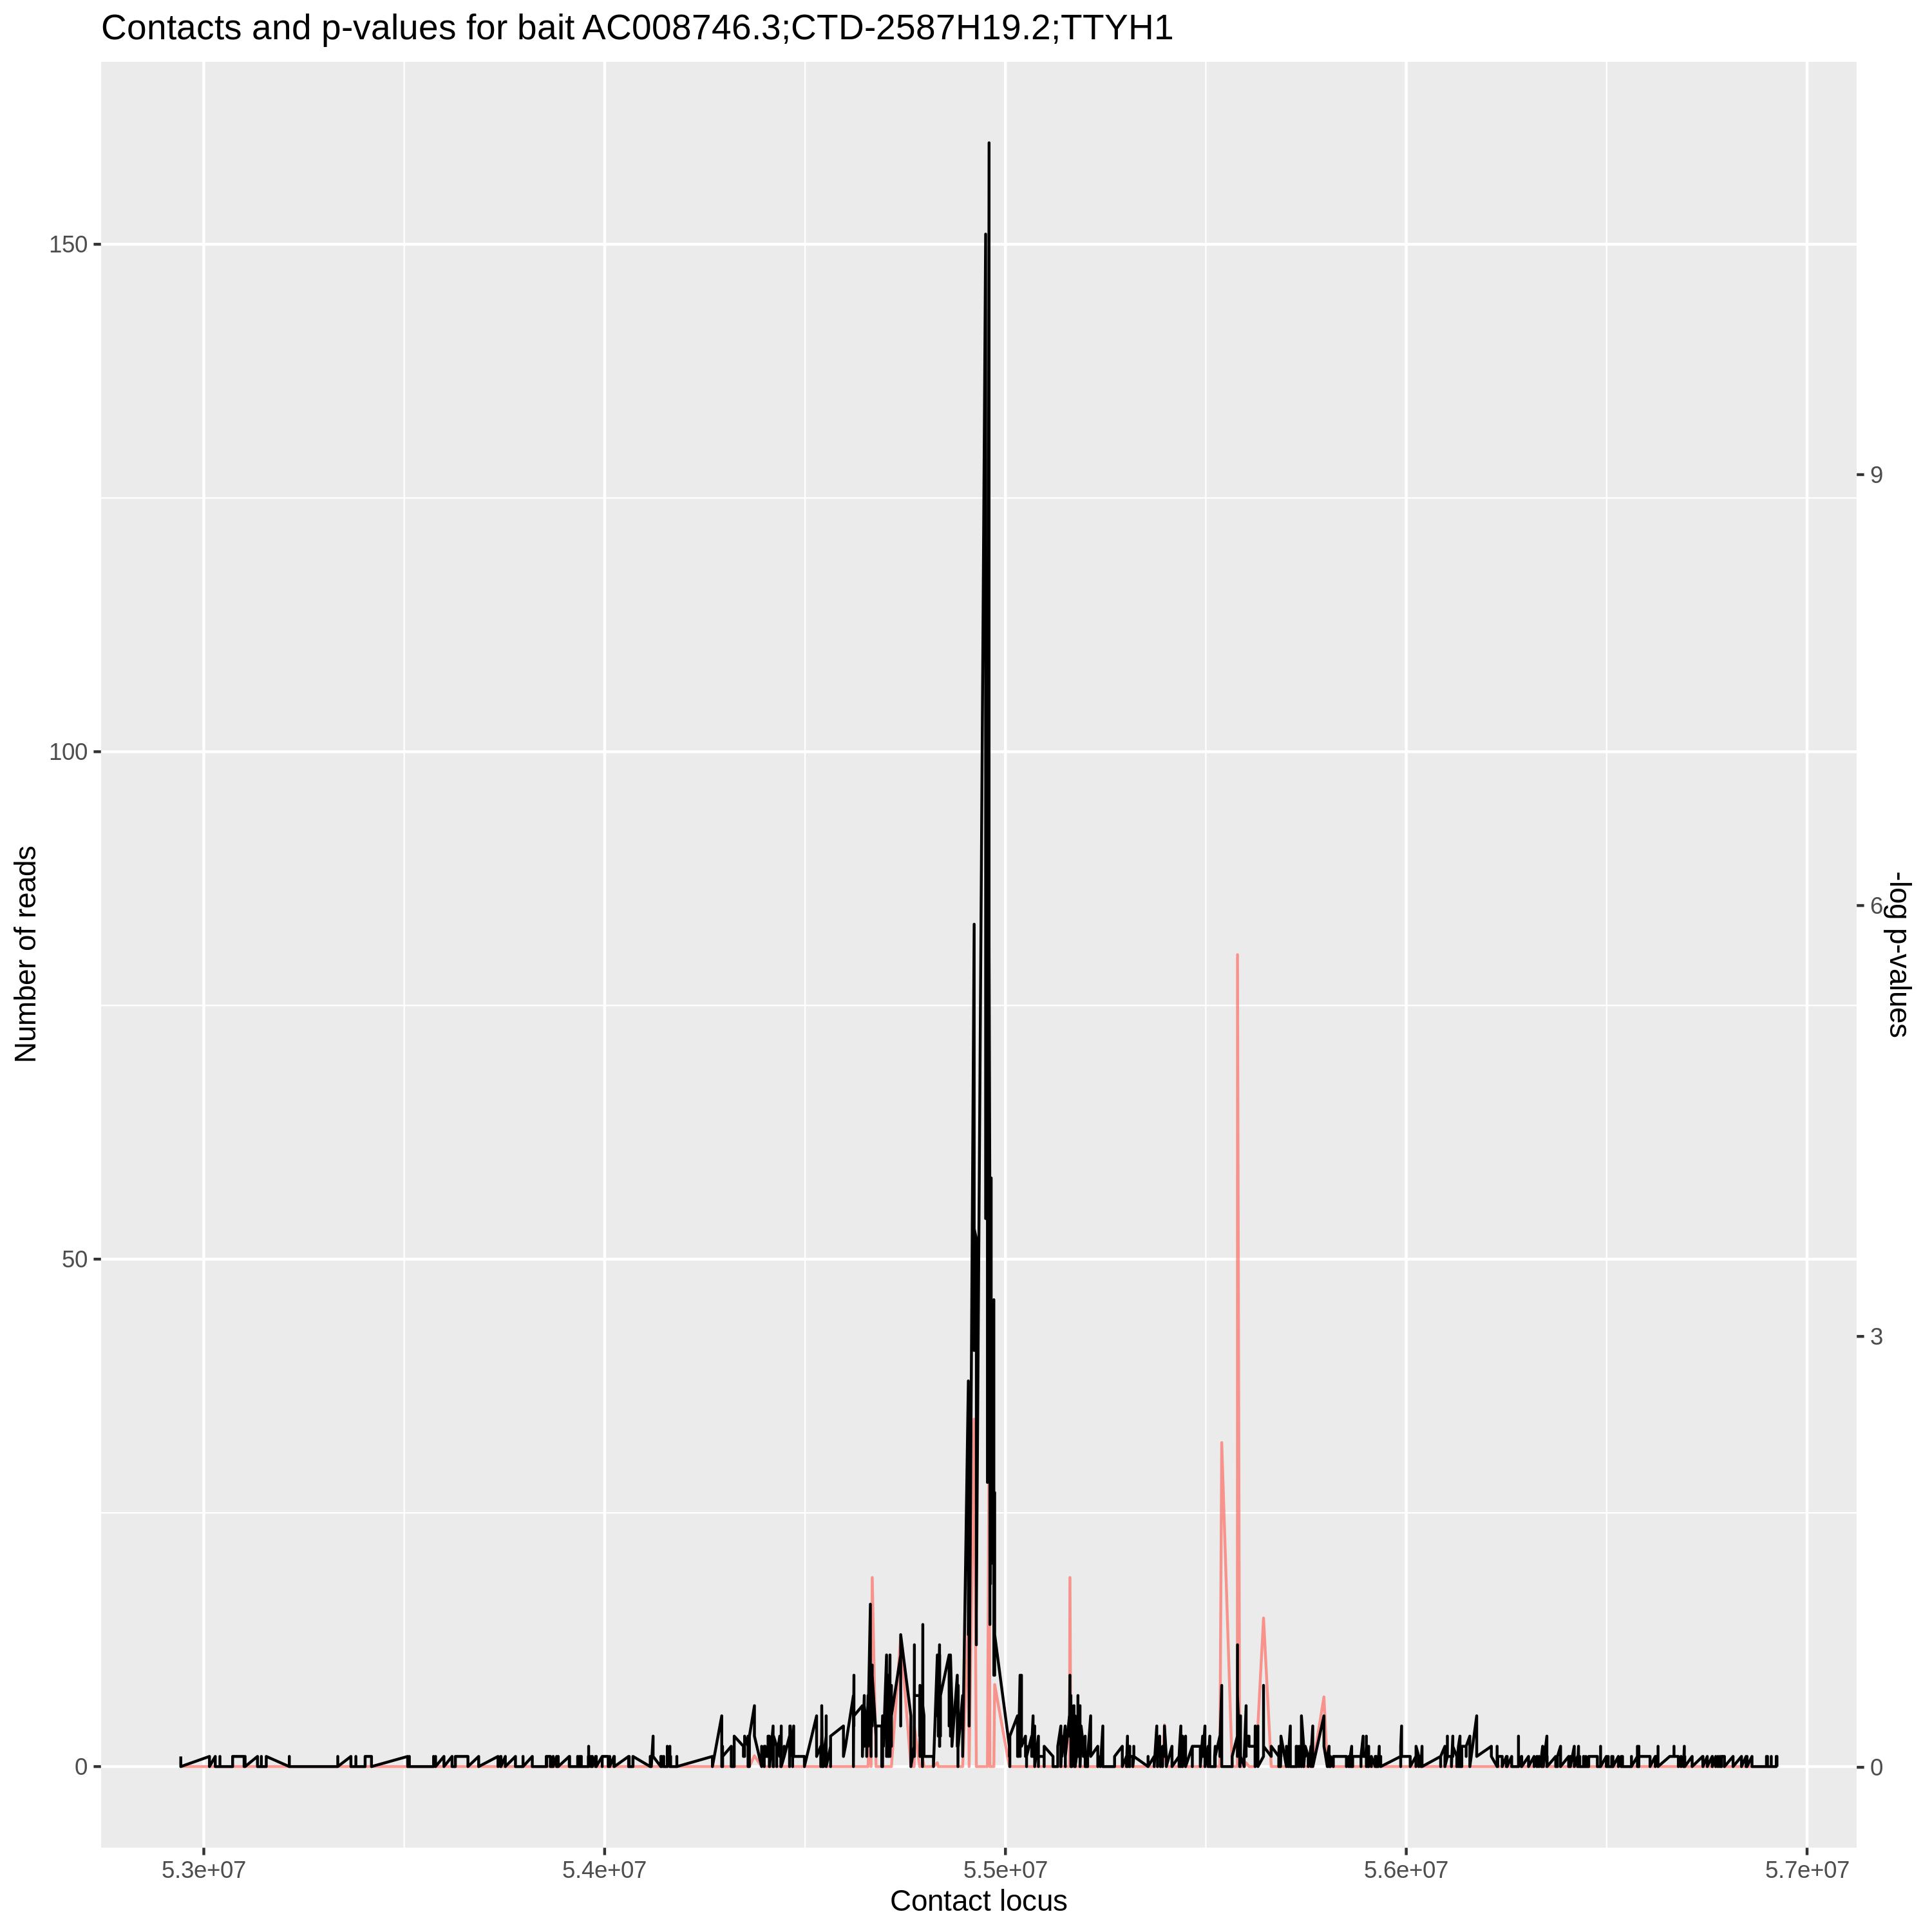 Contacts and p-values for bait AC008746.3;CTD-2587H19.2;TTYH1
150
100
50
0
Number of reads
9
6
3
0
-log p-values
5.3e+07
5.4e+07
5.5e+07
5.6e+07
5.7e+07
Contact locus